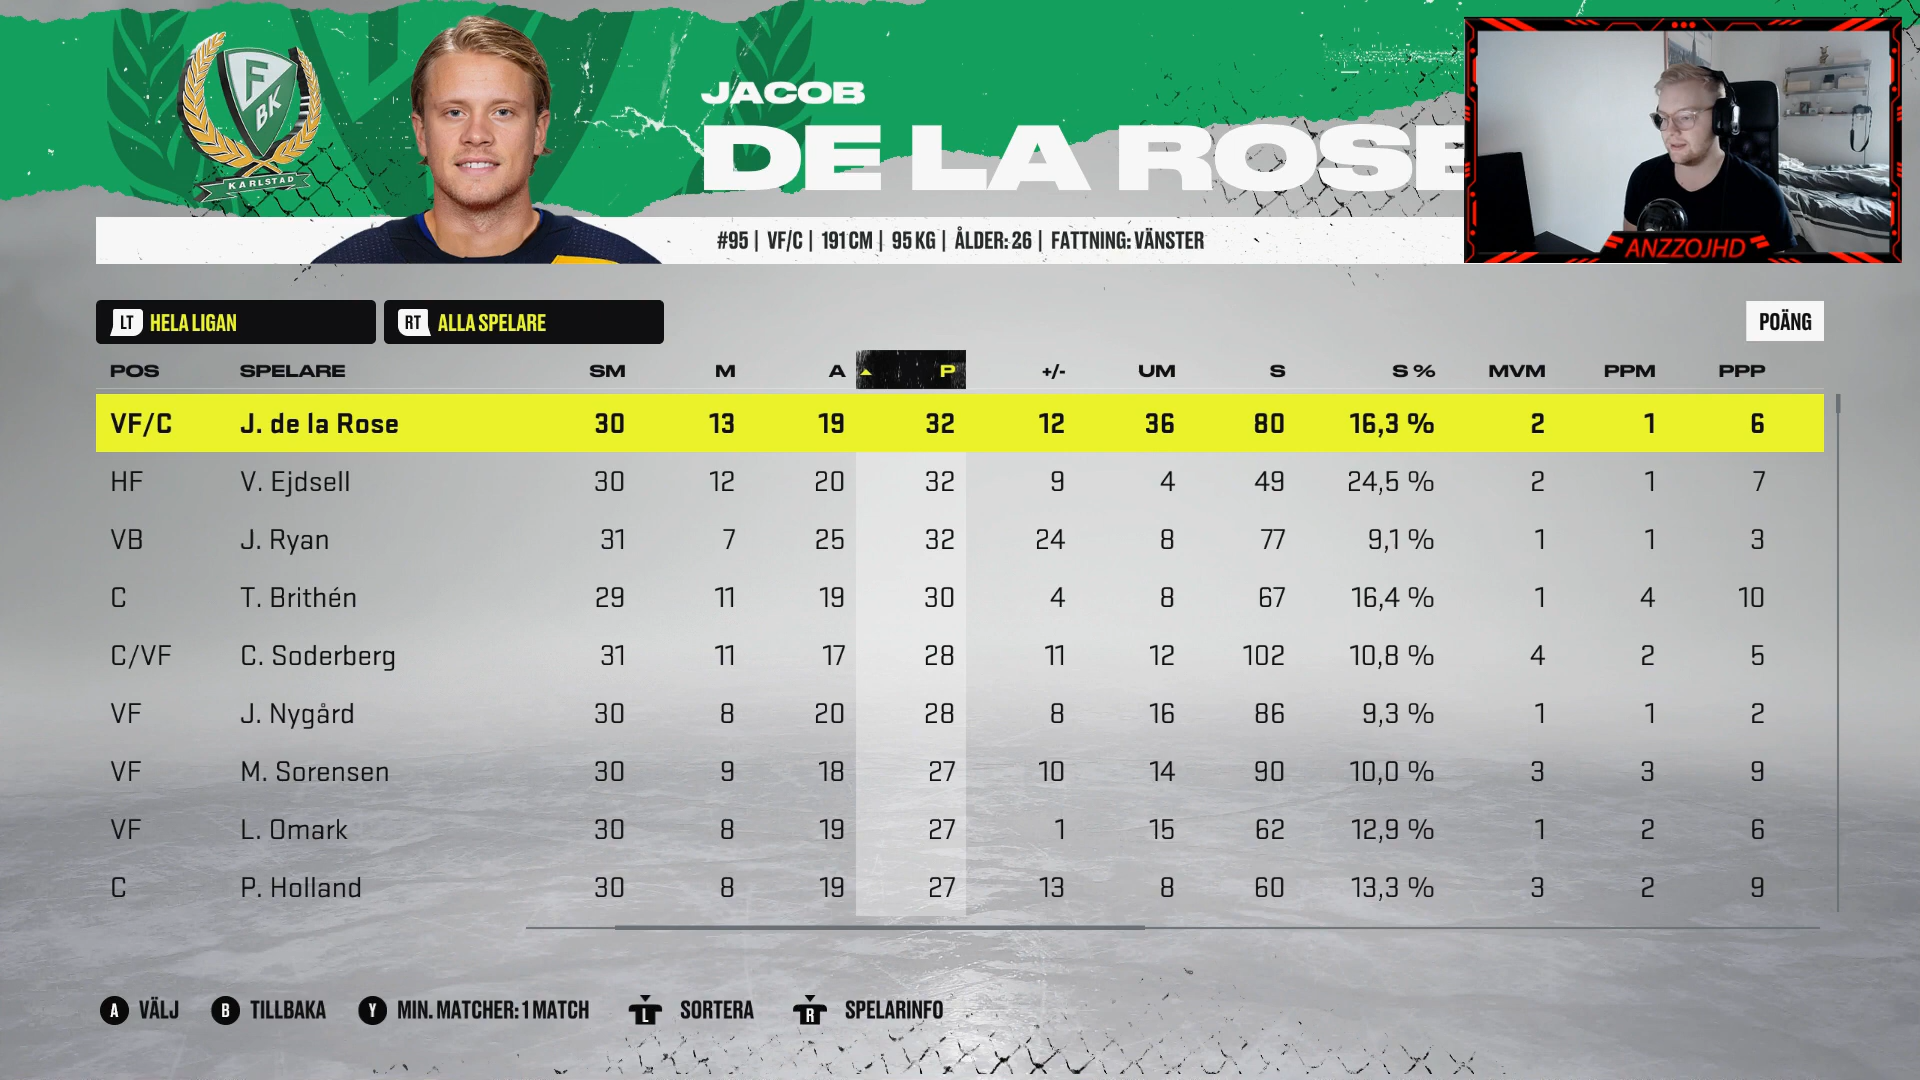 F
BK
KARLSTAD
JACOB
DE LA ROSE
#95 | VF/C | 191 CM | 95 KG | ÅLDER: 26 | FATTNING: VÄNSTER
ANZZOJHD
LT HELA LIGAN RT ALLA SPELARE POÄNG
POS SPELARE SM M A P +/- UM S S % MVM PPM PPP
VF/C J. de la Rose 30 13 19 32 12 36 80 16,3 % 2 1 6
HF V. Ejdsell 30 12 20 32 9 4 49 24,5 % 2 1 7
VB J. Ryan 31 7 25 32 24 8 77 9,1 % 1 1 3
C T. Brithén 29 11 19 30 4 8 67 16,4 % 1 4 10
C/VF C. Soderberg 31 11 17 28 11 12 102 10,8 % 4 2 5
VF J. Nygård 30 8 20 28 8 16 86 9,3 % 1 1 2
VF M. Sorensen 30 9 18 27 10 14 90 10,0 % 3 3 9
VF L. Omark 30 8 19 27 1 15 62 12,9 % 1 2 6
C P. Holland 30 8 19 27 13 8 60 13,3 % 3 2 9
A VÄLJ B TILLBAKA Y MIN. MATCHER: 1 MATCH L SORTERA R SPELARINFO